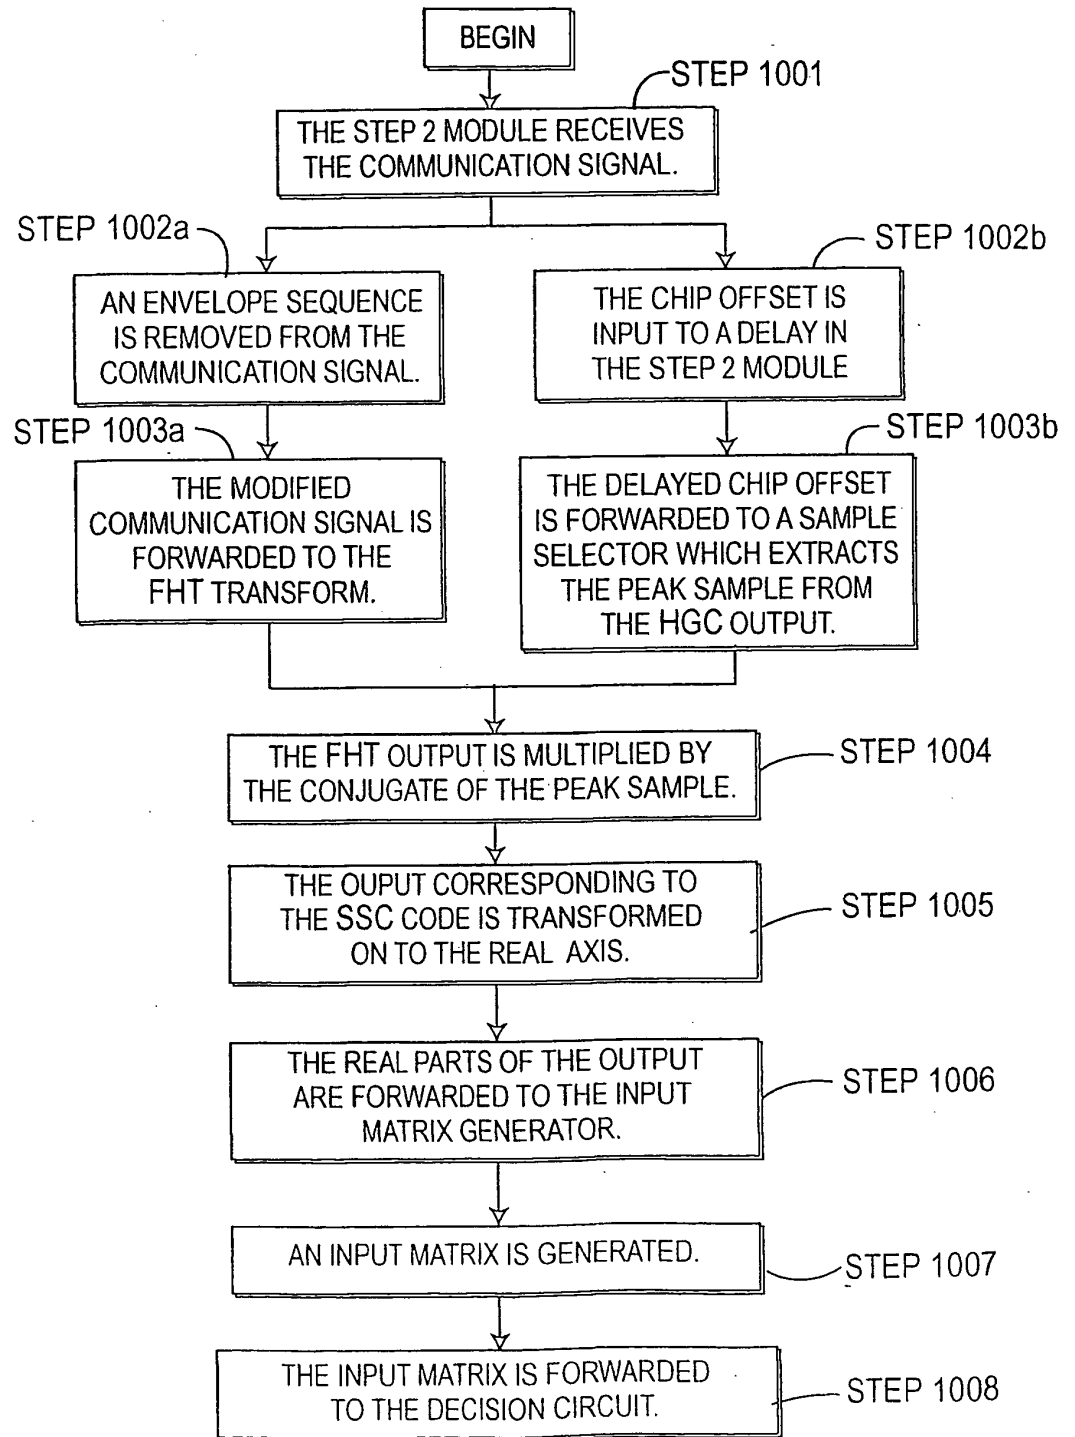 BEGIN
STEP 1001
THE STEP 2 MODULE RECEIVES
THE COMMUNICATION SIGNAL.
STEP 1002a
AN ENVELOPE SEQUENCE
IS REMOVED FROM THE
COMMUNICATION SIGNAL.
STEP 1002b
THE CHIP OFFSET IS
INPUT TO A DELAY IN
THE STEP 2 MODULE
STEP 1003a
THE MODIFIED
COMMUNICATION SIGNAL IS
FORWARDED TO THE
FHT TRANSFORM.
STEP 1003b
THE DELAYED CHIP OFFSET
IS FORWARDED TO A SAMPLE
SELECTOR WHICH EXTRACTS
THE PEAK SAMPLE FROM
THE HGC OUTPUT.
THE FHT OUTPUT IS MULTIPLIED BY
THE CONJUGATE OF THE PEAK SAMPLE.
STEP 1004
THE OUPUT CORRESPONDING TO
THE SSC CODE IS TRANSFORMED
ON TO THE REAL AXIS.
STEP 1005
THE REAL PARTS OF THE OUTPUT
ARE FORWARDED TO THE INPUT
MATRIX GENERATOR.
STEP 1006
AN INPUT MATRIX IS GENERATED.
STEP 1007
THE INPUT MATRIX IS FORWARDED
TO THE DECISION CIRCUIT.
STEP 1008